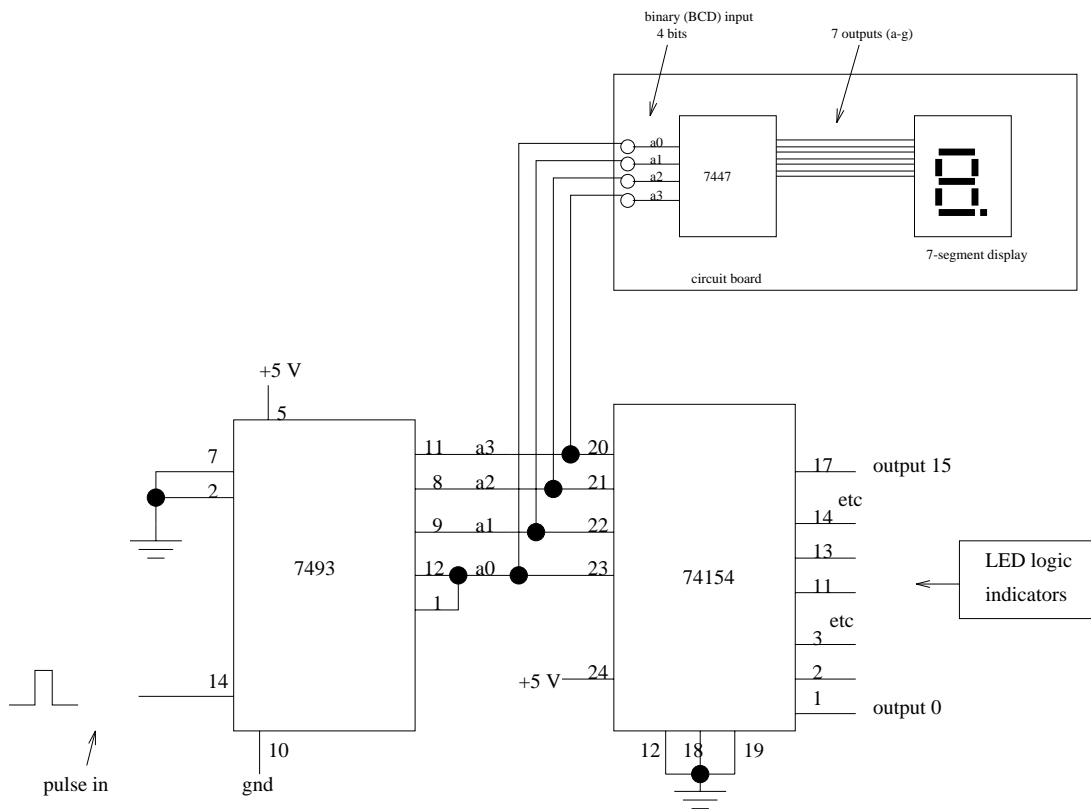 binary (BCD) input
4 bits
7 outputs (a-g)
a0
a1
a2
a3
7447
7-segment display
circuit board
+5 V
5
7
2
7493
11 a3
8 a2
9 a1
12 a0
1
14
10
pulse in
gnd
20
21
22
23
74154
+5 V 24
17 output 15
etc
14
13
11
etc
3
2
1 output 0
12 18 19
LED logic
indicators